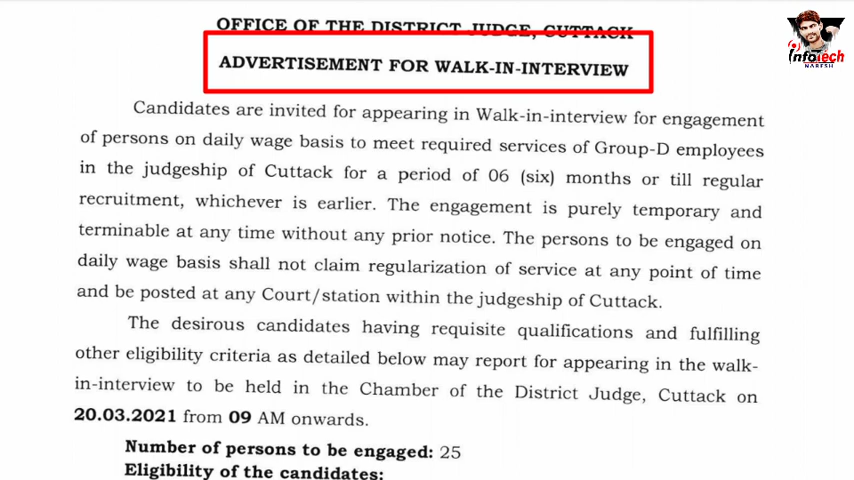 OFFICE OF THE DISTRICT JUDGE, CUTTACK
ADVERTISEMENT FOR WALK-IN-INTERVIEW
Candidates are invited for appearing in Walk-in-interview for engagement
of persons on daily wage basis to meet required services of Group-D employees
in the judgeship of Cuttack for a period of 06 (six) months or till regular
recruitment, whichever is earlier. The engagement is purely temporary and
terminable at any time without any prior notice. The persons to be engaged on
daily wage basis shall not claim regularization of service at any point of time
and be posted at any Court/station within the judgeship of Cuttack.
The desirous candidates having requisite qualifications and fulfilling
other eligibility criteria as detailed below may report for appearing in the walk-
in-interview to be held in the Chamber of the District Judge, Cuttack on
20.03.2021 from 09 AM onwards.
Number of persons to be engaged: 25
Eligibility of the candidates:
infotech
NARESH